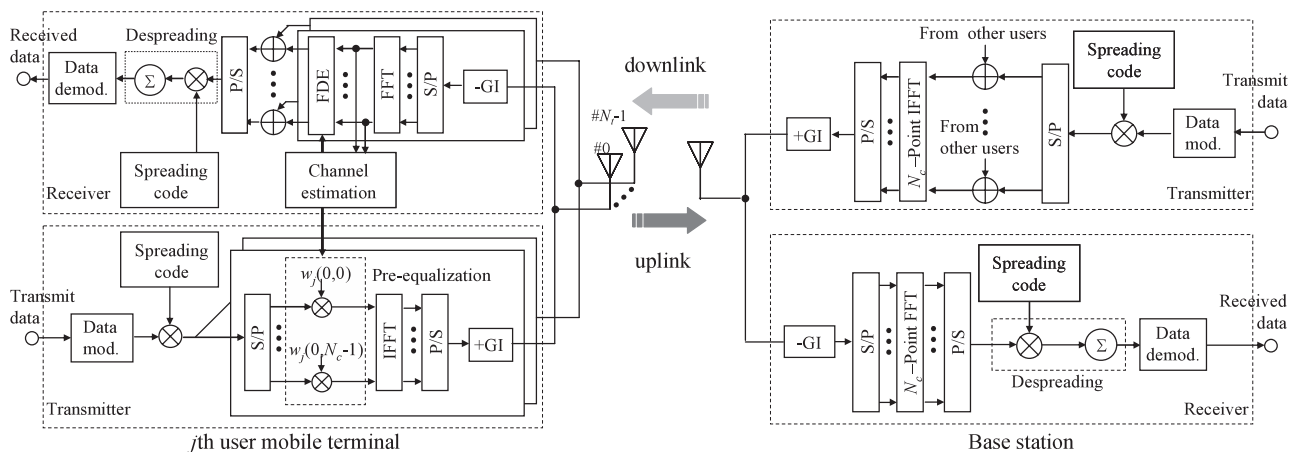 Received
data
Despreading
Data
demod.
Σ
P/S
FDE
FFT
S/P
-GI
Spreading
code
Channel
estimation
Receiver
Spreading
code
Transmit
data
Data
mod.
S/P
w_j(0,0)
Pre-equalization
w_j(0,N_c-1)
IFFT
P/S
+GI
Transmitter
jth user mobile terminal
downlink
#N_t-1
#0
uplink
From other users
Spreading
code
Transmit
data
+GI
P/S
N_c–Point IFFT
From
other users
S/P
Data
mod.
Transmitter
Spreading
code
Received
data
-GI
S/P
N_c–Point FFT
P/S
Σ
Data
demod.
Despreading
Receiver
Base station